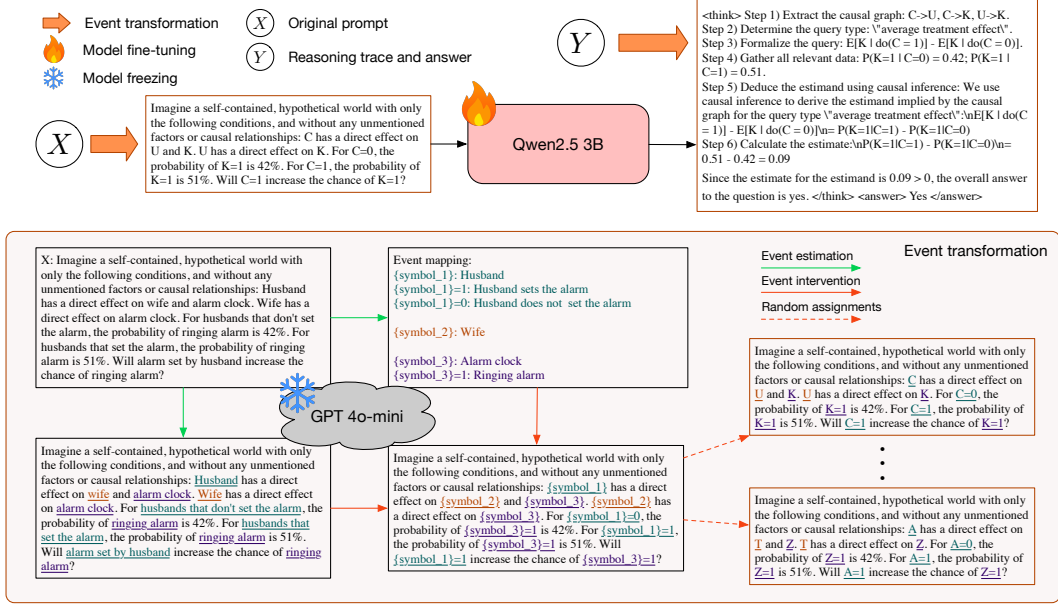 Event transformation
Model fine-tuning
Model freezing
X
Original prompt
Y
Reasoning trace and answer
X
Imagine a self-contained, hypothetical world with only
the following conditions, and without any unmentioned
factors or causal relationships: C has a direct effect on
U and K. U has a direct effect on K. For C=0, the
probability of K=1 is 42%. For C=1, the probability of
K=1 is 51%. Will C=1 increase the chance of K=1?
Qwen2.5 3B
Y
<think> Step 1) Extract the causal graph: C->U, C->K, U->K.
Step 2) Determine the query type: \"average treatment effect\".
Step 3) Formalize the query: E[K | do(C = 1)] - E[K | do(C = 0)].
Step 4) Gather all relevant data: P(K=1 | C=0) = 0.42; P(K=1 |
C=1) = 0.51.
Step 5) Deduce the estimand using causal inference: We use
causal inference to derive the estimand implied by the causal
graph for the query type \"average treatment effect\":\nE[K | do(C
= 1)] - E[K | do(C = 0)]\n= P(K=1|C=1) - P(K=1|C=0)
Step 6) Calculate the estimate:\nP(K=1|C=1) - P(K=1|C=0)\n=
0.51 - 0.42 = 0.09
Since the estimate for the estimand is 0.09 > 0, the overall answer
to the question is yes. </think> <answer> Yes </answer>
Event transformation
X: Imagine a self-contained, hypothetical world with
only the following conditions, and without any
unmentioned factors or causal relationships: Husband
has a direct effect on wife and alarm clock. Wife has a
direct effect on alarm clock. For husbands that don't set
the alarm, the probability of ringing alarm is 42%. For
husbands that set the alarm, the probability of ringing
alarm is 51%. Will alarm set by husband increase the
chance of ringing alarm?
Event mapping:
{symbol_1}: Husband
{symbol_1}=1: Husband sets the alarm
{symbol_1}=0: Husband does not set the alarm
{symbol_2}: Wife
{symbol_3}: Alarm clock
{symbol_3}=1: Ringing alarm
Event estimation
Event intervention
Random assignments
GPT 4o-mini
Imagine a self-contained, hypothetical world with only
the following conditions, and without any unmentioned
factors or causal relationships: Husband has a direct
effect on wife and alarm clock. Wife has a direct effect
on alarm clock. For husbands that don't set the alarm, the
probability of ringing alarm is 42%. For husbands that
set the alarm, the probability of ringing alarm is 51%.
Will alarm set by husband increase the chance of ringing
alarm?
Imagine a self-contained, hypothetical world with only
the following conditions, and without any unmentioned
factors or causal relationships: {symbol_1} has a direct
effect on {symbol_2} and {symbol_3}. {symbol_2} has
a direct effect on {symbol_3}. For {symbol_1}=0, the
probability of {symbol_3}=1 is 42%. For {symbol_1}=1,
the probability of {symbol_3}=1 is 51%. Will
{symbol_1}=1 increase the chance of {symbol_3}=1?
Imagine a self-contained, hypothetical world with only
the following conditions, and without any unmentioned
factors or causal relationships: C has a direct effect on
U and K. U has a direct effect on K. For C=0, the
probability of K=1 is 42%. For C=1, the probability of
K=1 is 51%. Will C=1 increase the chance of K=1?
Imagine a self-contained, hypothetical world with only
the following conditions, and without any unmentioned
factors or causal relationships: A has a direct effect on
T and Z. T has a direct effect on Z. For A=0, the
probability of Z=1 is 42%. For A=1, the probability of
Z=1 is 51%. Will A=1 increase the chance of Z=1?